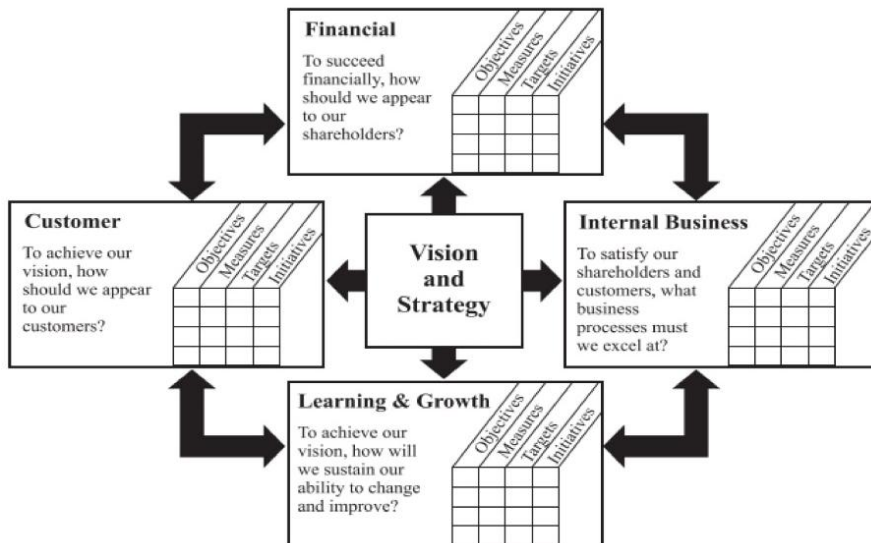 Financial
To succeed
financially, how
should we appear
to our
shareholders?
Objectives
Measures
Targets
Initiatives
Customer
To achieve our
vision, how
should we appear
to our
customers?
Objectives
Measures
Targets
Initiatives
Vision
and
Strategy
Internal Business
To satisfy our
shareholders and
customers, what
business
processes must
we excel at?
Objectives
Measures
Targets
Initiatives
Learning & Growth
To achieve our
vision, how will
we sustain our
ability to change
and improve?
Objectives
Measures
Targets
Initiatives